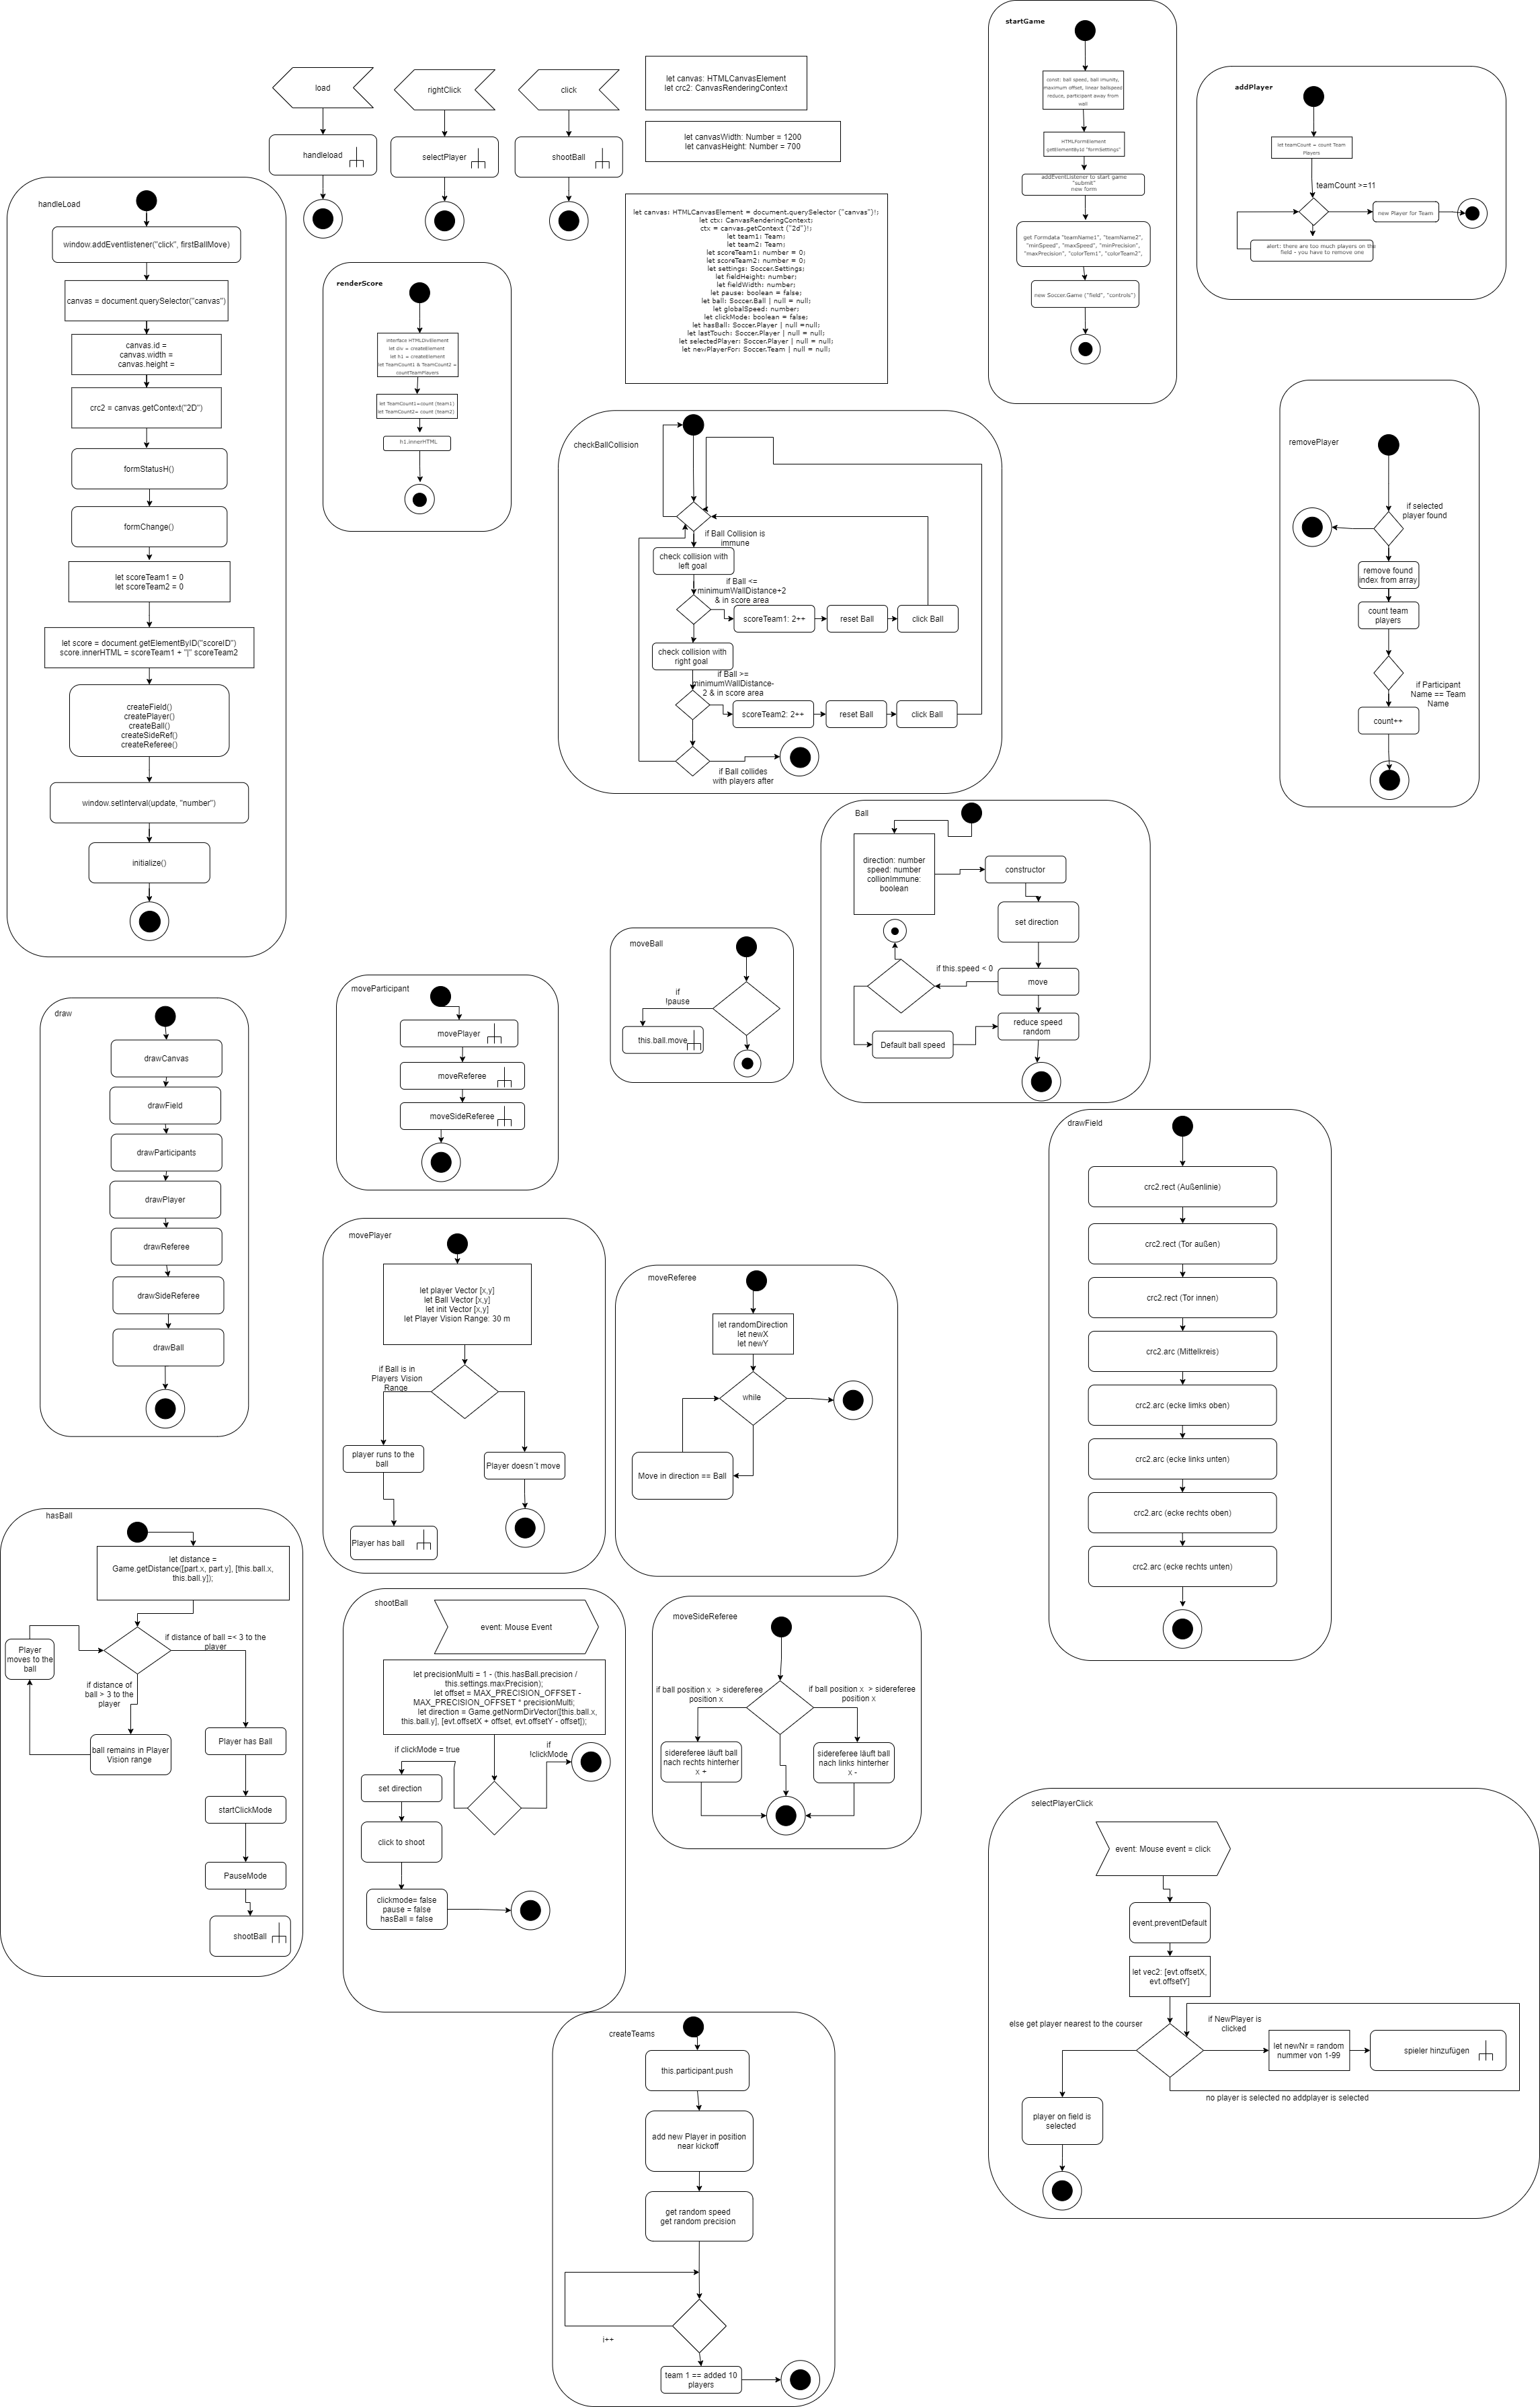 startGame
const: ball speed, ball imunity,
maximum offset, linear ballspeed
reduce, participant away from
wall
HTMLFormElement
getElementById "formSettings"
addEventListener to start game
"submit"
new form
get Formdata "teamName1", "teamName2",
"minSpeed", "maxSpeed", "minPrecision",
"maxPrecision", "colorTem1", "colorTeam2",
new Soccer.Game ("field", "controls")
addPlayer
let teamCount = count Team
Players
teamCount >=11
new Player for Team
alert: there are too much players on the
field - you have to remove one
load
handleload
rightClick
selectPlayer
click
shootBall
let canvas: HTMLCanvasElement
let crc2: CanvasRenderingContext
let canvasWidth: Number = 1200
let canvasHeight: Number = 700
let canvas: HTMLCanvasElement = document.querySelector ("canvas")!;
let ctx: CanvasRenderingContext;
ctx = canvas.getContext ("2d")!;
let team1: Team;
let team2: Team;
let scoreTeam1: number = 0;
let scoreTeam2: number = 0;
let settings: Soccer.Settings;
let fieldHeight: number;
let fieldWidth: number;
let pause: boolean = false;
let ball: Soccer.Ball | null = null;
let globalSpeed: number;
let clickMode: boolean = false;
let hasBall: Soccer.Player | null =null;
let lastTouch: Soccer.Player | null = null;
let selectedPlayer: Soccer.Player | null = null;
let newPlayerFor: Soccer.Team | null = null;
handleLoad
window.addEventlistener("click", firstBallMove)
canvas = document.querySelector("canvas")
canvas.id =
canvas.width =
canvas.height =
crc2 = canvas.getContext("2D")
formStatusH()
formChange()
let scoreTeam1 = 0
let scoreTeam2 = 0
let score = document.getElementByID("scoreID")
score.innerHTML = scoreTeam1 + "|" scoreTeam2
createField()
createPlayer()
createBall()
createSideRef()
createReferee()
window.setInterval(update, "number")
initialize()
renderScore
interface HTMLDivElement
let div = createElement
let h1 = createElement
let TeamCount1 & TeamCount2 =
countTeamPlayers
let TeamCount1=count (team1)
let TeamCount2= count (team2)
h1.innerHTML
checkBallCollision
if Ball Collision is
immune
check collision with
left goal
if Ball <=
minimumWallDistance+2
& in score area
scoreTeam1: 2++
reset Ball
click Ball
check collision with
right goal
if Ball >=
minimumWallDistance-
2 & in score area
scoreTeam2: 2++
reset Ball
click Ball
if Ball collides
with players after
removePlayer
if selected
player found
remove found
index from array
count team
players
if Participant
Name == Team
Name
count++
Ball
direction: number
speed: number
colliionImmune:
boolean
constructor
set direction
if this.speed < 0
move
reduce speed
random
Default ball speed
moveBall
if
!pause
this.ball.move
moveParticipant
movePlayer
moveReferee
moveSideReferee
draw
drawCanvas
drawField
drawParticipants
drawPlayer
drawReferee
drawSideReferee
drawBall
drawField
crc2.rect (Außenlinie)
crc2.rect (Tor außen)
crc2.rect (Tor innen)
crc2.arc (Mittelkreis)
crc2.arc (ecke limks oben)
crc2.arc (ecke links unten)
crc2.arc (ecke rechts oben)
crc2.arc (ecke rechts unten)
movePlayer
let player Vector [x,y]
let Ball Vector [x,y]
let init Vector [x,y]
let Player Vision Range: 30 m
if Ball is in
Players Vision
Range
player runs to the
ball
Player doesn´t move
Player has ball
moveReferee
let randomDirection
let newX
let newY
while
Move in direction == Ball
hasBall
let distance =
Game.getDistance([part.x, part.y], [this.ball.x,
this.ball.y]);
if distance of ball =< 3 to the
player
Player
moves to the
ball
if distance of
ball > 3 to the
player
ball remains in Player
Vision range
Player has Ball
startClickMode
PauseMode
shootBall
shootBall
event: Mouse Event
let precisionMulti = 1 - (this.hasBall.precision /
this.settings.maxPrecision);
let offset = MAX_PRECISION_OFFSET -
MAX_PRECISION_OFFSET * precisionMulti;
let direction = Game.getNormDirVector([this.ball.x,
this.ball.y], [evt.offsetX + offset, evt.offsetY - offset]);
if clickMode = true
if
!clickMode
set direction
click to shoot
clickmode= false
pause = false
hasBall = false
moveSideReferee
if ball position x  > sidereferee
position x
if ball position x  > sidereferee
position x
sidereferee läuft ball
nach rechts hinterher
x +
sidereferee läuft ball
nach links hinterher
x -
selectPlayerClick
event: Mouse event = click
event.preventDefault
let vec2: [evt.offsetX,
evt.offsetY]
else get player nearest to the courser
if NewPlayer is
clicked
let newNr = random
nummer von 1-99
spieler hinzufügen
no player is selected no addplayer is selected
player on field is
selected
createTeams
this.participant.push
add new Player in position
near kickoff
get random speed
get random precision
i++
team 1 == added 10
players